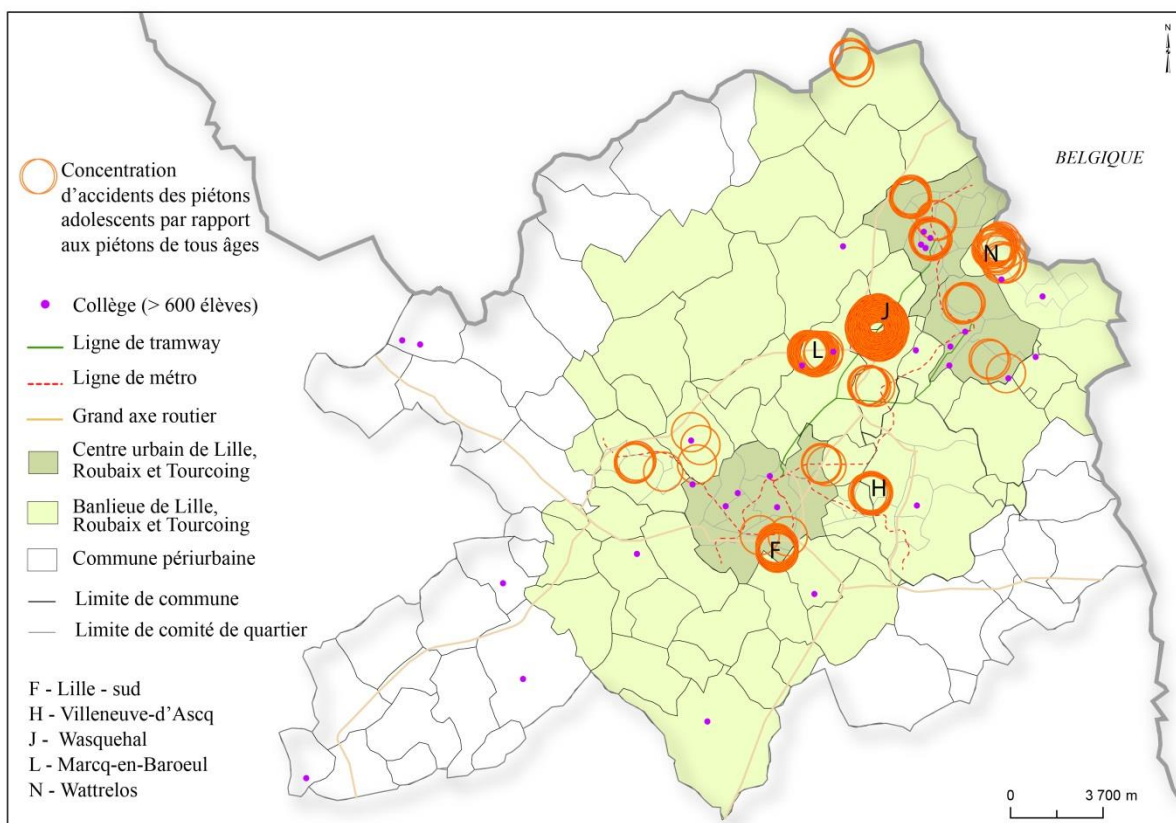 N
BELGIQUE
Concentration
d'accidents des piétons
adolescents par rapport
aux piétons de tous âges
Collège (> 600 élèves)
Ligne de tramway
Ligne de métro
Grand axe routier
Centre urbain de Lille,
Roubaix et Tourcoing
Banlieue de Lille,
Roubaix et Tourcoing
Commune périurbaine
Limite de commune
Limite de comité de quartier
F - Lille - sud
H - Villeneuve-d'Ascq
J - Wasquehal
L - Marcq-en-Baroeul
N - Wattrelos
N
J
L
H
F
0 3 700 m